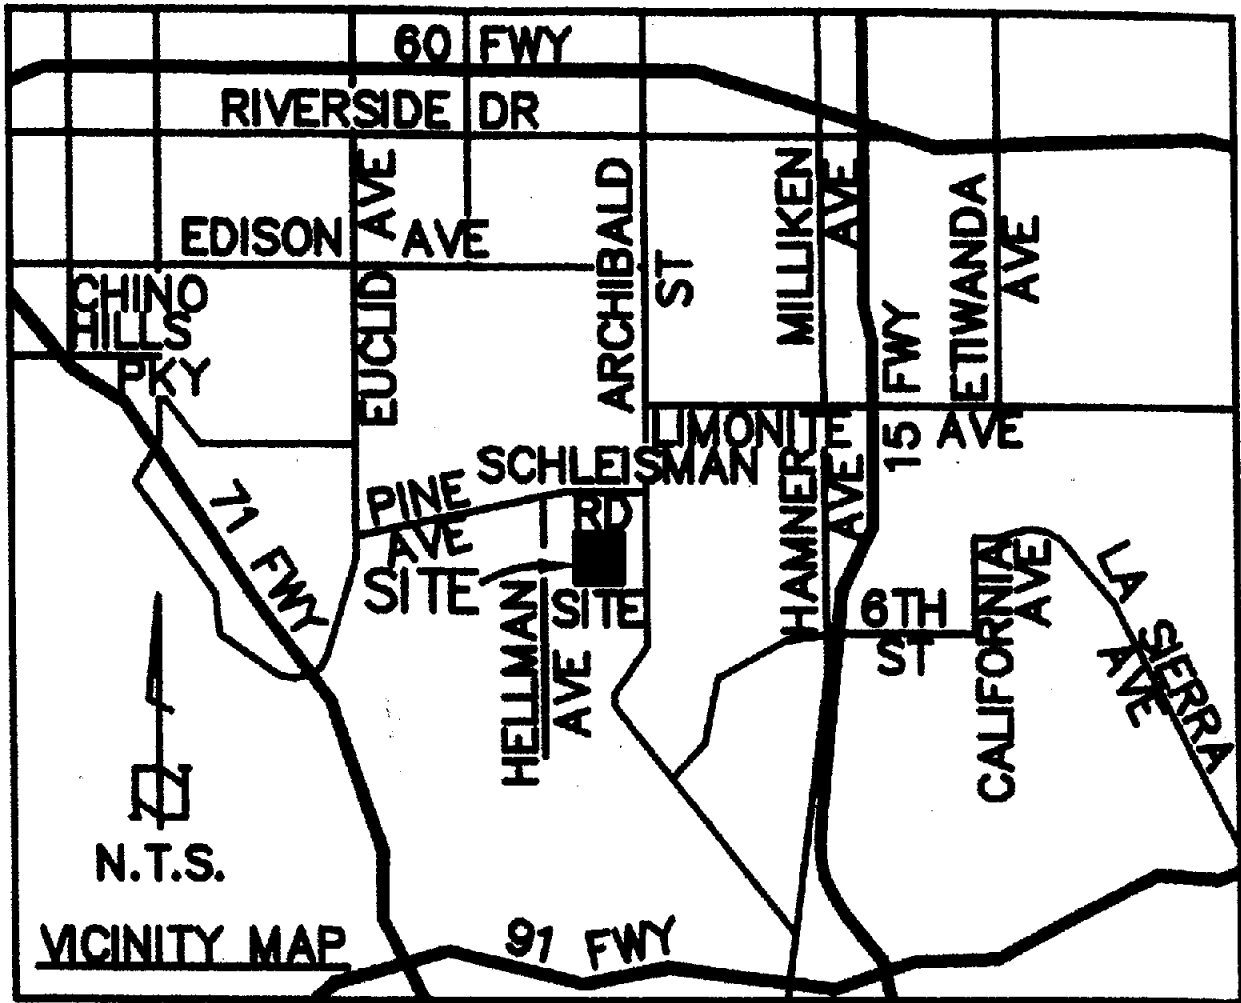 60 FWY
RIVERSIDE DR
EDISON AVE
EUCLID AVE
ARCHIBALD ST
MILLIKEN AVE
ETIWANDA AVE
15 FWY
CHINO
HILLS
PKY
LIMONITE AVE
SCHLEISMAN
RD
PINE
AVE
HAMNER AVE
71 FWY
SITE
SITE
HELLMAN AVE
6TH
ST
CALIFORNIA AVE
LA SIERRA
AVE
N
N.T.S.
VICINITY MAP
91 FWY